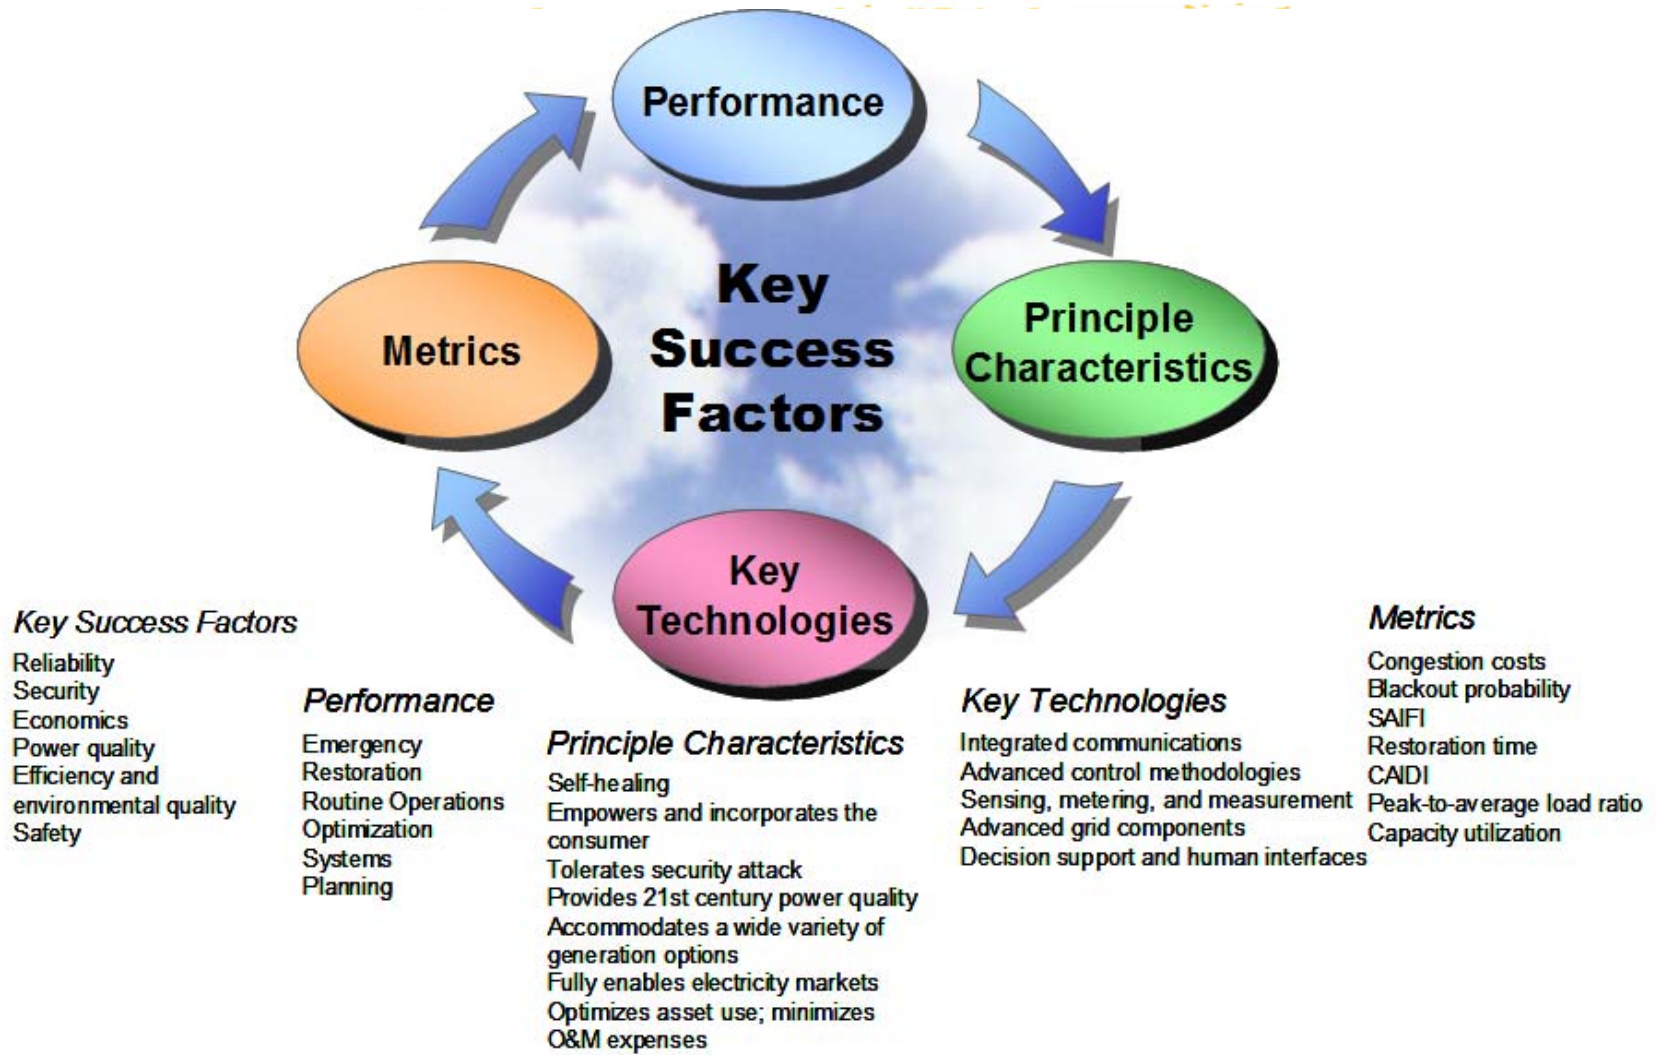 Performance
Key
Success
Factors
Principle
Characteristics
Metrics
Key
Technologies
Key Success Factors
Reliability
Security
Economics
Power quality
Efficiency and
environmental quality
Safety
Performance
Emergency
Restoration
Routine Operations
Optimization
Systems
Planning
Principle Characteristics
Self-healing
Empowers and incorporates the
consumer
Tolerates security attack
Provides 21st century power quality
Accommodates a wide variety of
generation options
Fully enables electricity markets
Optimizes asset use; minimizes
O&M expenses
Key Technologies
Integrated communications
Advanced control methodologies
Sensing, metering, and measurement
Advanced grid components
Decision support and human interfaces
Metrics
Congestion costs
Blackout probability
SAIFI
Restoration time
CAIDI
Peak-to-average load ratio
Capacity utilization